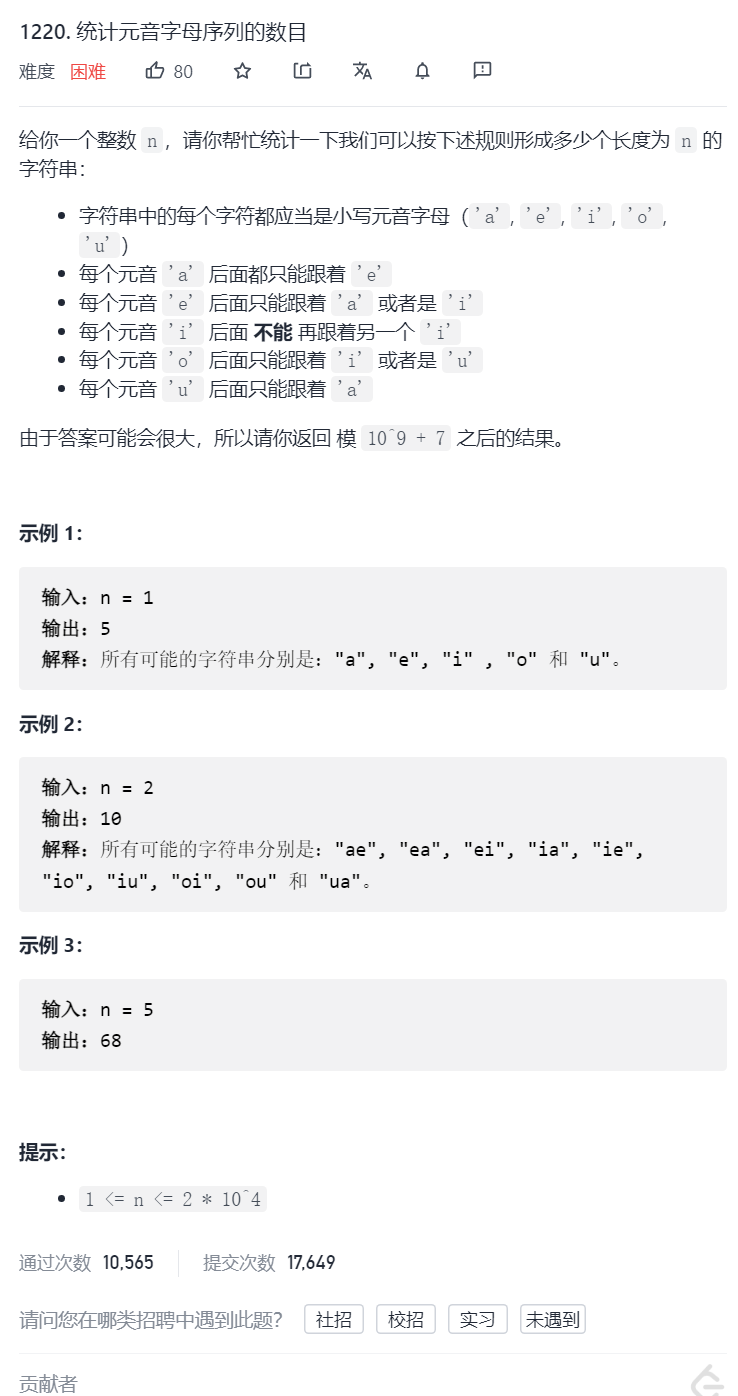 1220. 统计元音字母序列的数目
难度 困难 80
给你一个整数 n，请你帮忙统计一下我们可以按下述规则形成多少个长度为 n 的
字符串：
• 字符串中的每个字符都应当是小写元音字母（'a', 'e', 'i', 'o',
'u'）
• 每个元音 'a' 后面都只能跟着 'e'
• 每个元音 'e' 后面只能跟着 'a' 或者是 'i'
• 每个元音 'i' 后面 不能 再跟着另一个 'i'
• 每个元音 'o' 后面只能跟着 'i' 或者是 'u'
• 每个元音 'u' 后面只能跟着 'a'
由于答案可能会很大，所以请你返回 模 10^9 + 7 之后的结果。
示例 1：
输入：n = 1
输出：5
解释：所有可能的字符串分别是："a", "e", "i" , "o" 和 "u"。
示例 2：
输入：n = 2
输出：10
解释：所有可能的字符串分别是："ae", "ea", "ei", "ia", "ie",
"io", "iu", "oi", "ou" 和 "ua"。
示例 3：
输入：n = 5
输出：68
提示：
• 1 <= n <= 2 * 10^4
通过次数 10,565 提交次数 17,649
请问您在哪类招聘中遇到此题？ 社招 校招 实习 未遇到
贡献者